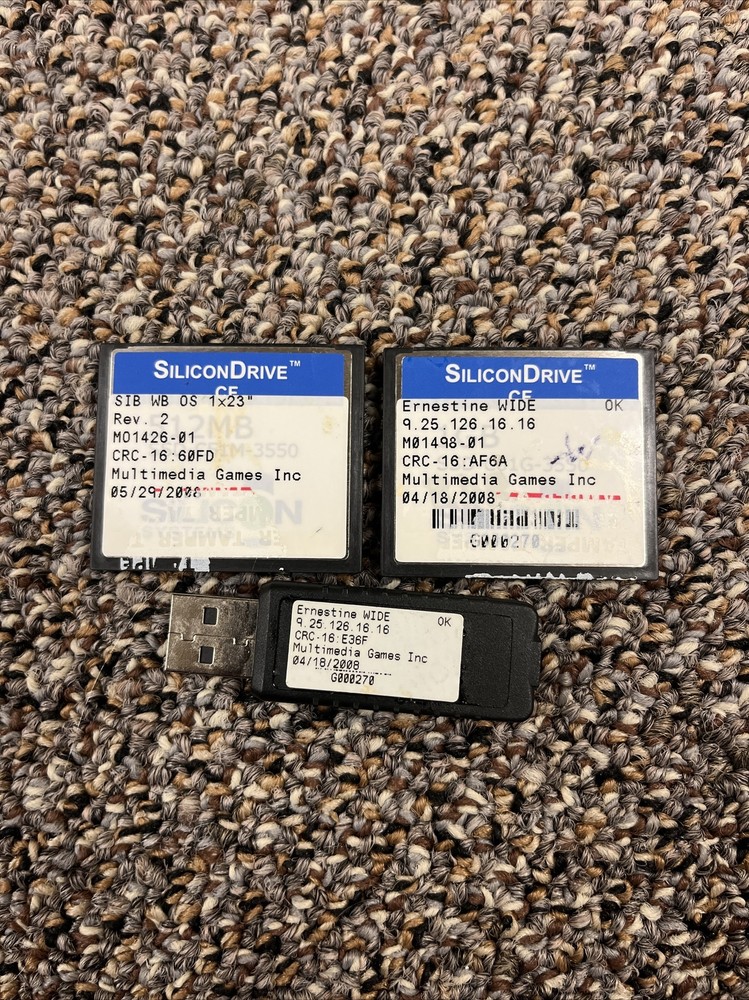 SILICONDRIVE™
CF
SIB WB OS 1x23"
Rev. 2
512MB
M01426-01
CRC-16:60FD
Multimedia Games Inc
05/29/2008
SILICONDRIVE™
CF
Ernestine WIDE OK
9.25.126.16.16
M01498-01
CRC-16:AF6A
Multimedia Games Inc
04/18/2008
G000270
Ernestine WIDE OK
9.25.126.16.16
CRC-16:E36F
Multimedia Games Inc
04/18/2008
G000270